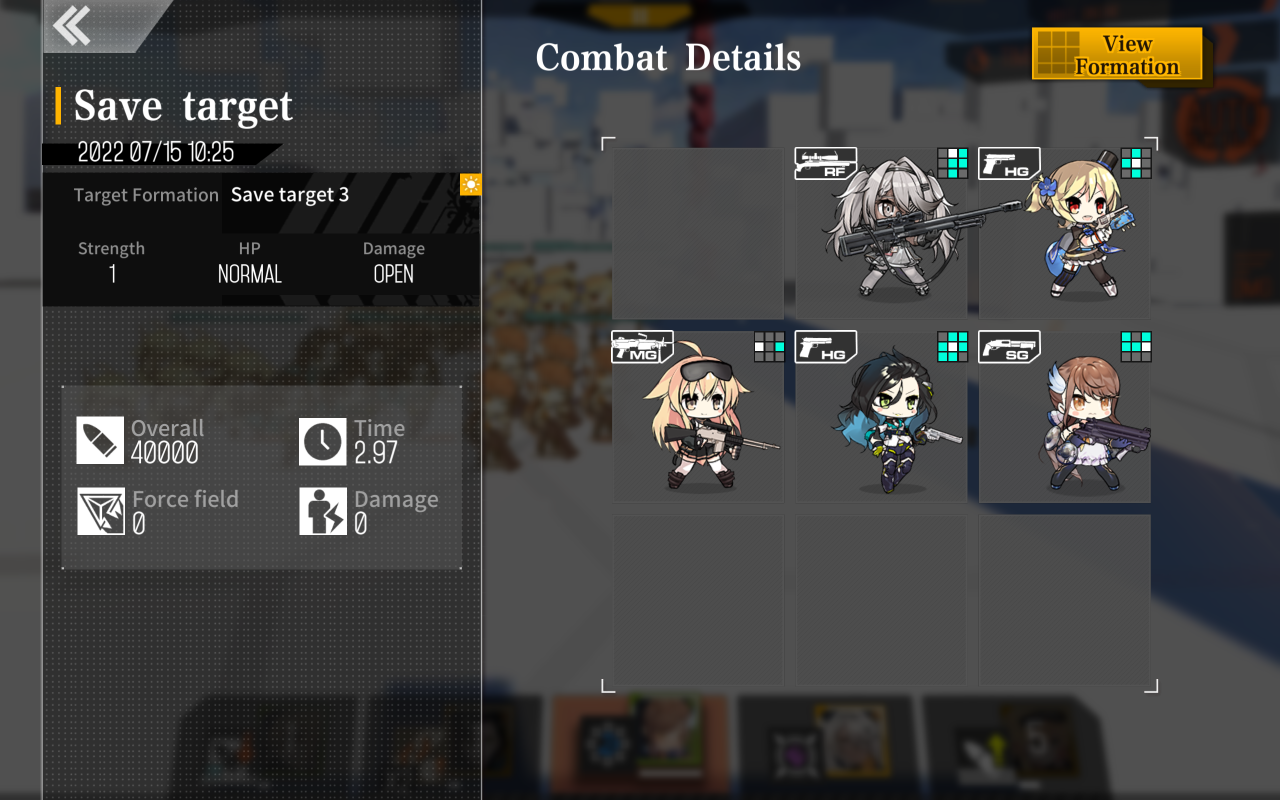 Save target
2022 07/15 10:25
Target Formation Save target 3
Strength HP Damage
1 NORMAL OPEN
Overall Time
40000 2.97
Force field Damage
0 0
Combat Details
View
Formation
RF HG
MG HG SG